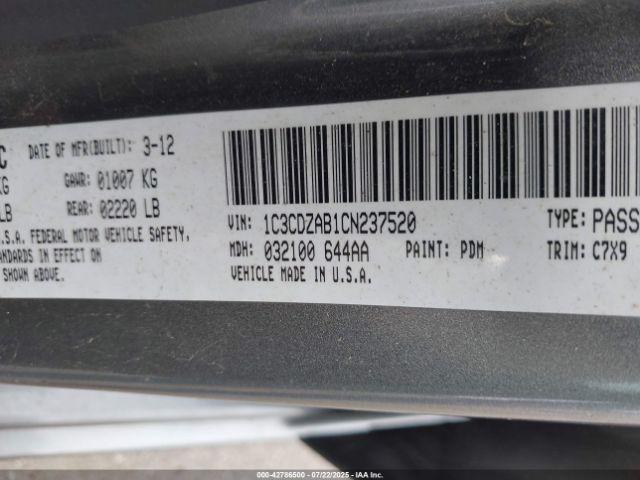 C DATE OF MFR(BUILT): 3-12
KG GAWR: 01007 KG
LB REAR: 02220 LB
.S.A. FEDERAL MOTOR VEHICLE SAFETY,
ANDARDS IN EFFECT ON
SHOWN ABOVE.
VIN: 1C3CDZAB1CN237520 TYPE: PASS
MDH: 032100 644AA PAINT: PDM TRIM: C7X9
VEHICLE MADE IN U.S.A.
000-42786500 | 07/22/2025 | Copyright IAA, Inc.